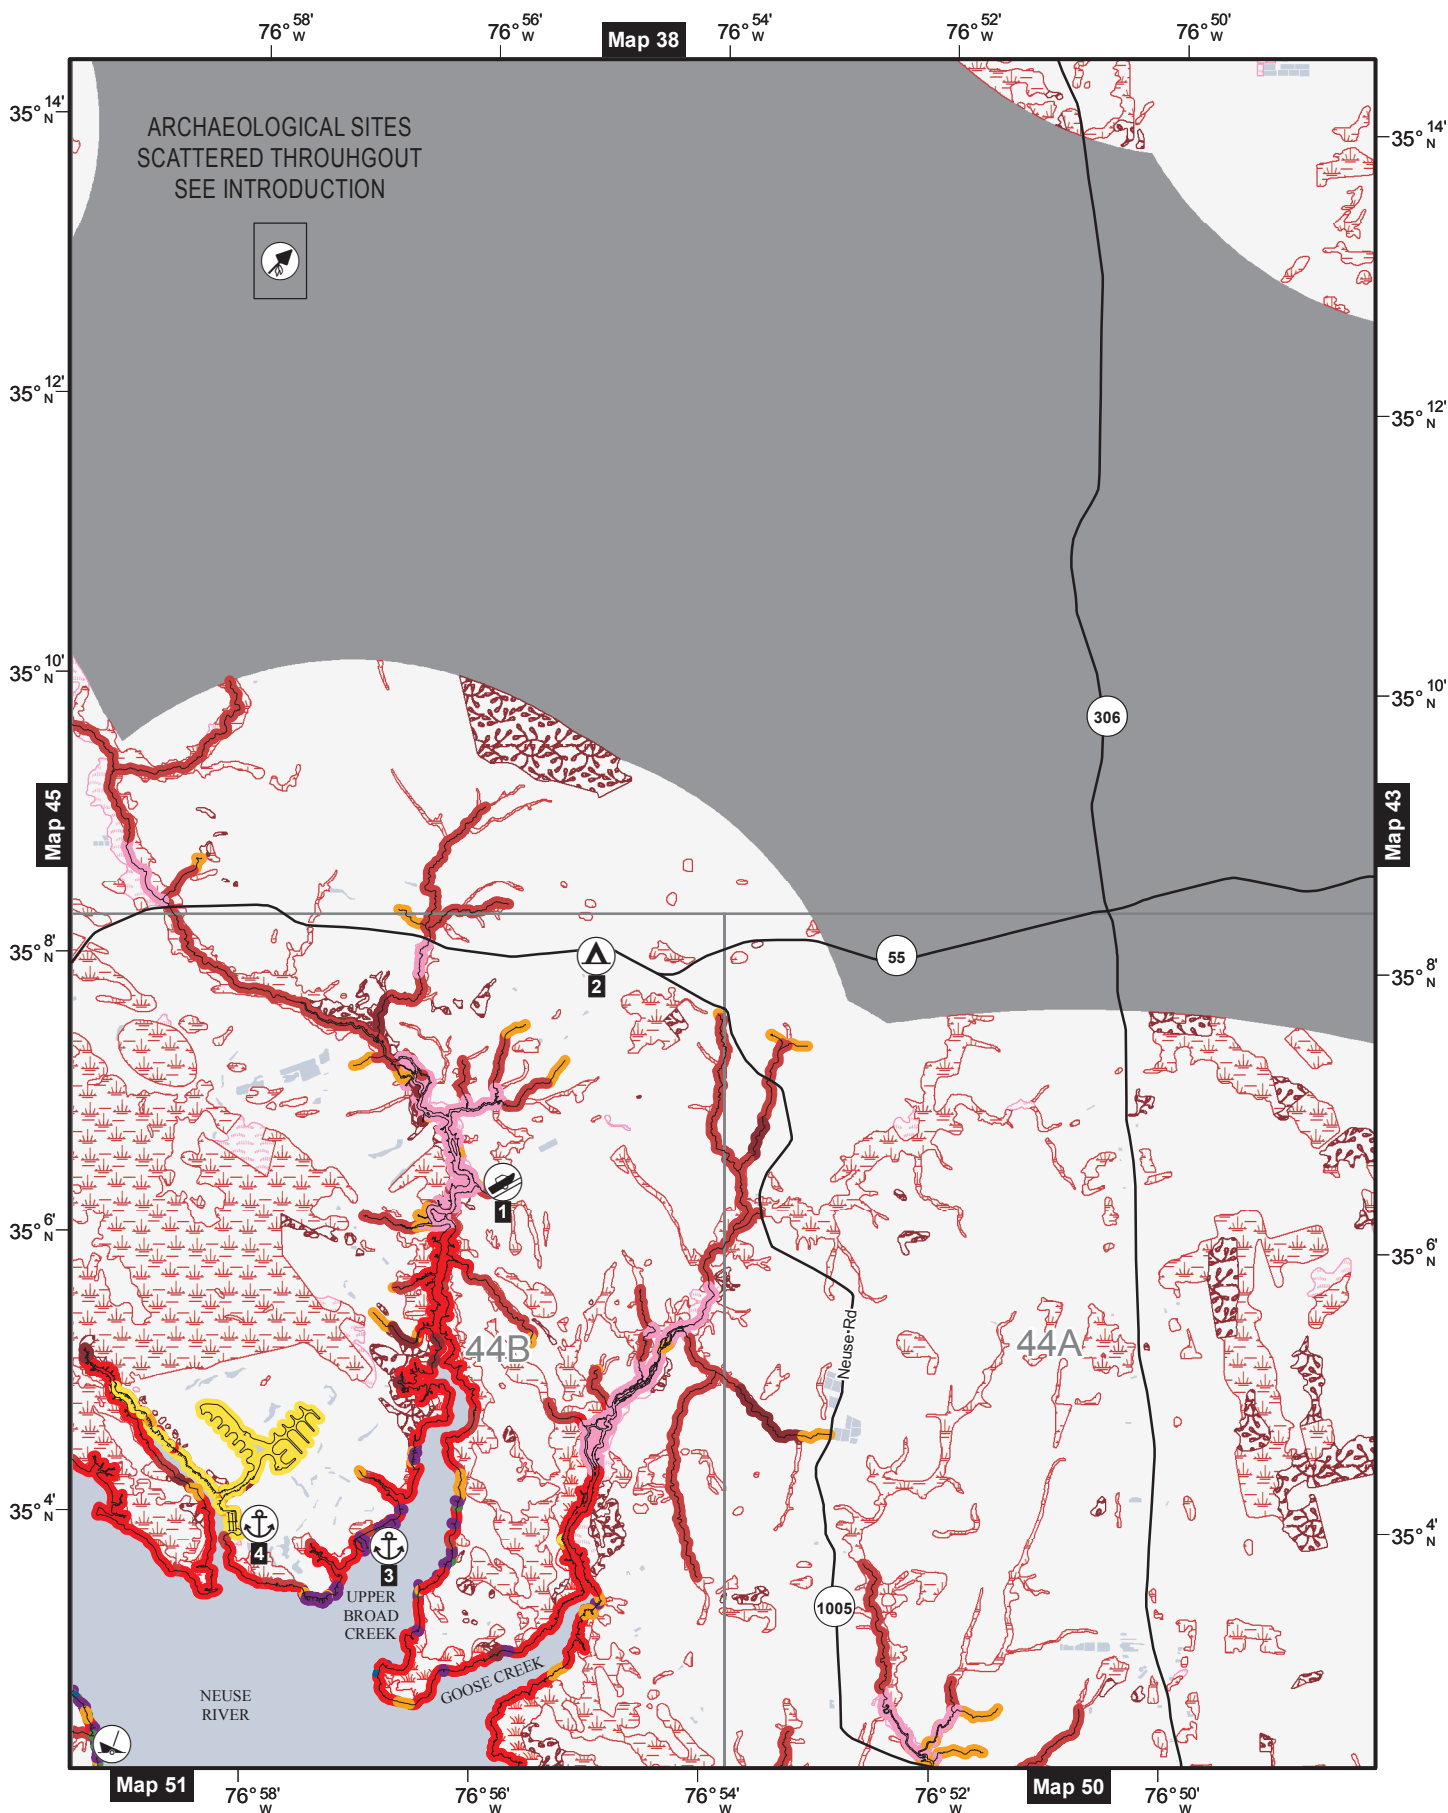 76° 58' W
76° 56' W
Map 38
76° 54' W
76° 52' W
76° 50' W
35° 14' N
35° 14' N
ARCHAEOLOGICAL SITES
SCATTERED THROUHGOUT
SEE INTRODUCTION
35° 12' N
35° 12' N
35° 10' N
35° 10' N
306
Map 45
Map 43
35° 8' N
35° 8' N
55
2
1
35° 6' N
35° 6' N
Neuse Rd
44B
44A
35° 4' N
35° 4' N
4
3
1005
UPPER
BROAD
CREEK
GOOSE CREEK
NEUSE
RIVER
Map 51
76° 58' W
76° 56' W
76° 54' W
76° 52' W
Map 50
76° 50' W